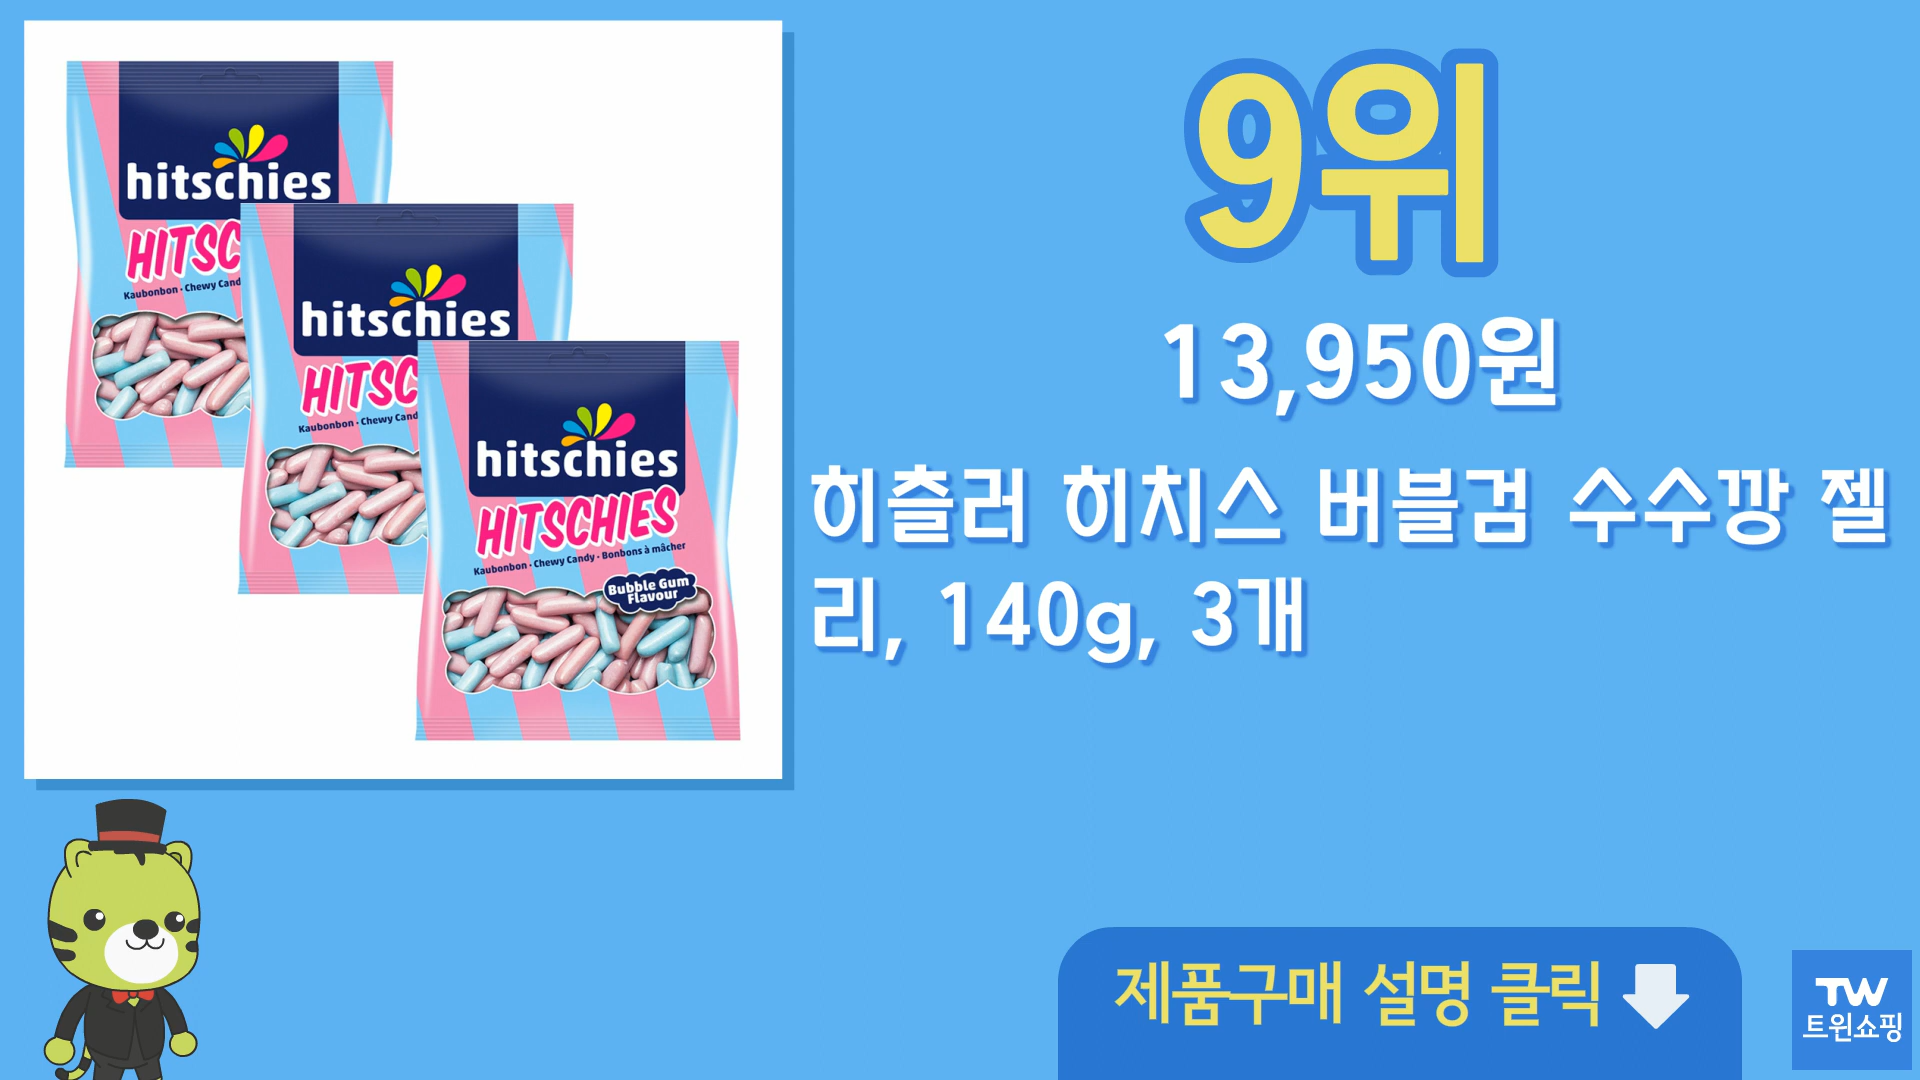 hitschies
HITSC
Kaubonbon · Chewy Cand
hitschies
HITSC
Kaubonbon · Chewy Cand
hitschies
HITSCHIES
Kaubonbon · Chewy Candy · Bonbons à mâcher
Bubble Gum
Flavour
9위
13,950원
히츨러 히치스 버블검 수수깡 젤
리, 140g, 3개
제품구매 설명 클릭
TW
트윈쇼핑